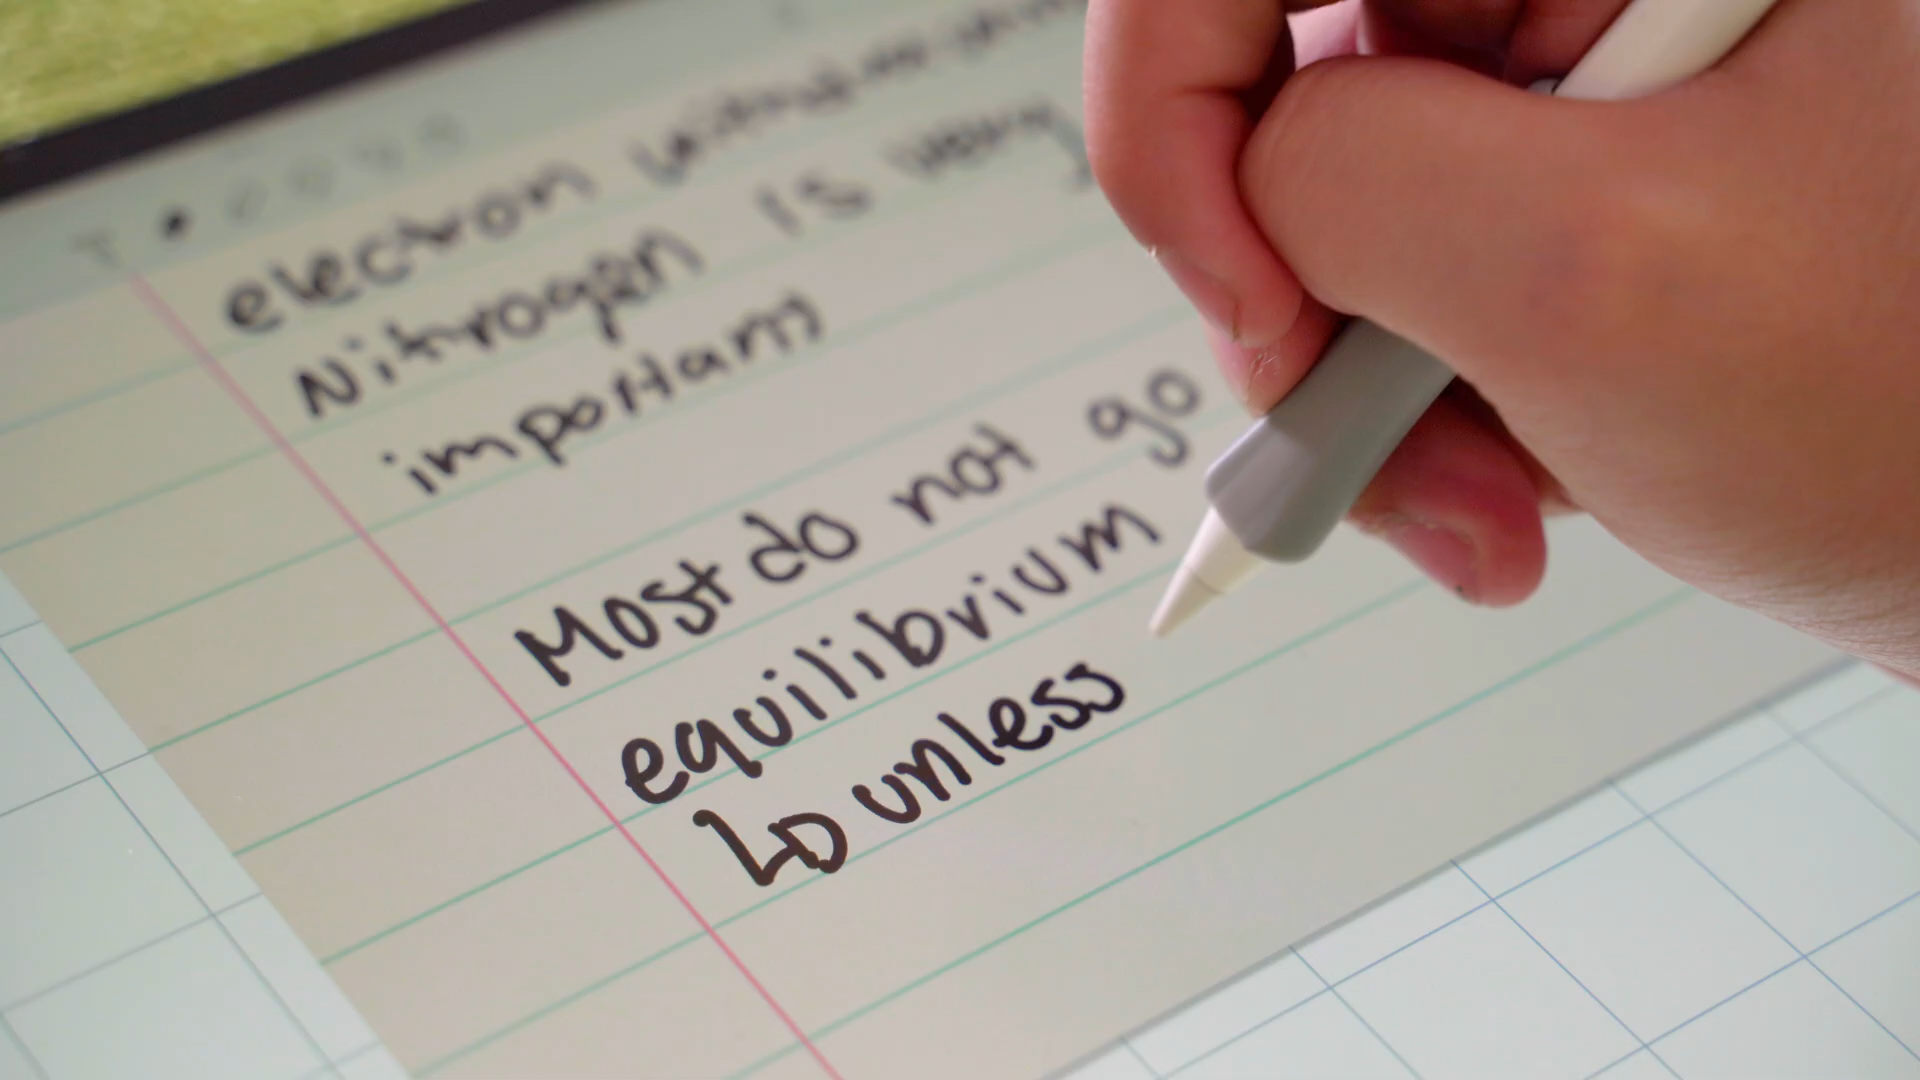 electron
Nitrogen is very
important
Most do not go
equilibrium
↳ unless